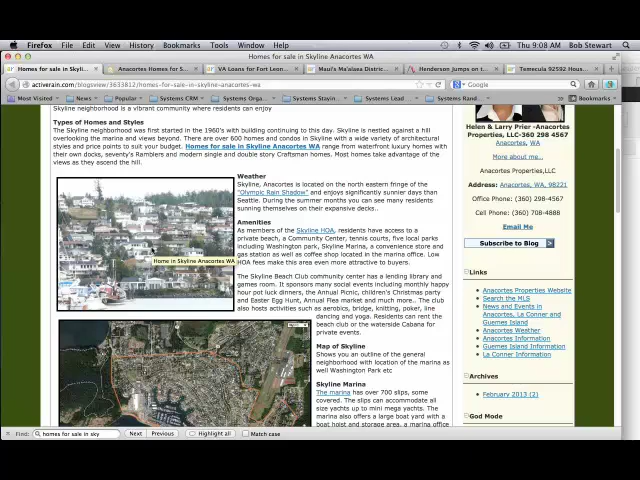 Firefox File Edit View History Bookmarks Tools Window Help Thu 9:08 AM Bob Stewart
Homes for sale in Skyline Anacortes WA
Homes for sale in Skyli... Anacortes Homes for S... VA Loans for Fort Leon... Maui's Ma'alaea Distric... Henderson jumps on t... Temecula 92592 Hous...
activerain.com/blogsview/3633812/homes-for-sale-in-skyline-anacortes-wa
Google
Most Visited News Popular Systems CRM Systems Orga... Systems Stayin... Systems Lead ... Systems Rand... Bookmarks
Skyline neighborhood is a vibrant community where residents can enjoy
Types of Homes and Styles
The Skyline neighborhood was first started in the 1960's with building continuing to this day. Skyline is nestled against a hill
overlooking the marina and views beyond. There are over 600 homes and condos in Skyline with a wide variety of architectural
styles and price points to suit your budget. Homes for sale in Skyline Anacortes WA range from waterfront luxury homes with
their own docks, seventy's Ramblers and modern single and double story Craftsman homes. Most homes take advantage of the
views as they ascend the hill.
Weather
Skyline, Anacortes is located on the north eastern fringe of the
"Olympic Rain Shadow" and enjoys significantly sunnier days than
Seattle. During the summer months you can see many residents
sunning themselves on their expansive decks..
Amenities
As members of the Skyline HOA, residents have access to a
private beach, a Community Center, tennis courts, five local parks
including Washington park, Skyline Marina, a convenience store and
gas station as well as coffee shop located in the marina office. Low
HOA fees make this area even more attractive to buyers.
Home in Skyline Anacortes WA
The Skyline Beach Club community center has a lending library and
games room. It sponsors many social events including monthly happy
hour pot luck dinners, the Annual Picnic, children's Christmas party
and Easter Egg Hunt, Annual Flea market and much more.. The club
also hosts activities such as aerobics, bridge, knitting, poker, line
dancing and yoga. Residents can rent the
beach club or the waterside Cabana for
private events.
Map of Skyline
Shows you an outline of the general
neighborhood with location of the marina as
well Washington Park etc
Skyline Marina
The marina has over 700 slips, some
covered. The slips can accommodate all
size yachts up to mini mega yachts. The
marina also offers a large boat yard with a
boat hoist and storage area, a marina office
Helen & Larry Prier -Anacortes
Properties, LLC-360 298 4567
Anacortes, WA
More about me...
Anacortes Properties,LLC
Address: Anacortes, WA, 98221
Office Phone: (360) 298-4567
Cell Phone: (360) 708-4888
Email Me
Subscribe to Blog
Links
Anacortes Properties Website
Search the MLS
News and Events in
Anacortes, La Conner and
Guemes Island
Anacortes Weather
Anacortes Information
Guemes Island Information
La Conner Information
Archives
February 2013 (2)
God Mode
Find: homes for sale in sky Next Previous Highlight all Match case